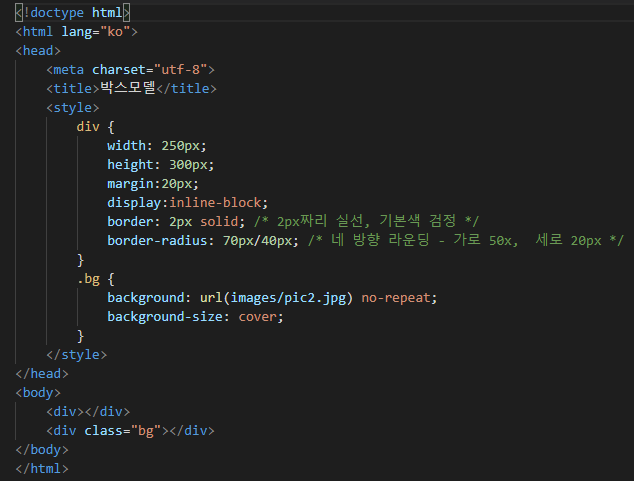 <!doctype html>
<html lang="ko">
<head>
    <meta charset="utf-8">
    <title>박스모델</title>
    <style>
        div {
            width: 250px;
            height: 300px;
            margin:20px;
            display:inline-block;
            border: 2px solid; /* 2px짜리 실선, 기본색 검정 */
            border-radius: 70px/40px; /* 네 방향 라운딩 - 가로 50x,  세로 20px */
        }
        .bg {
            background: url(images/pic2.jpg) no-repeat;
            background-size: cover;
        }
    </style>
</head>
<body>
    <div></div>
    <div class="bg"></div>
</body>
</html>